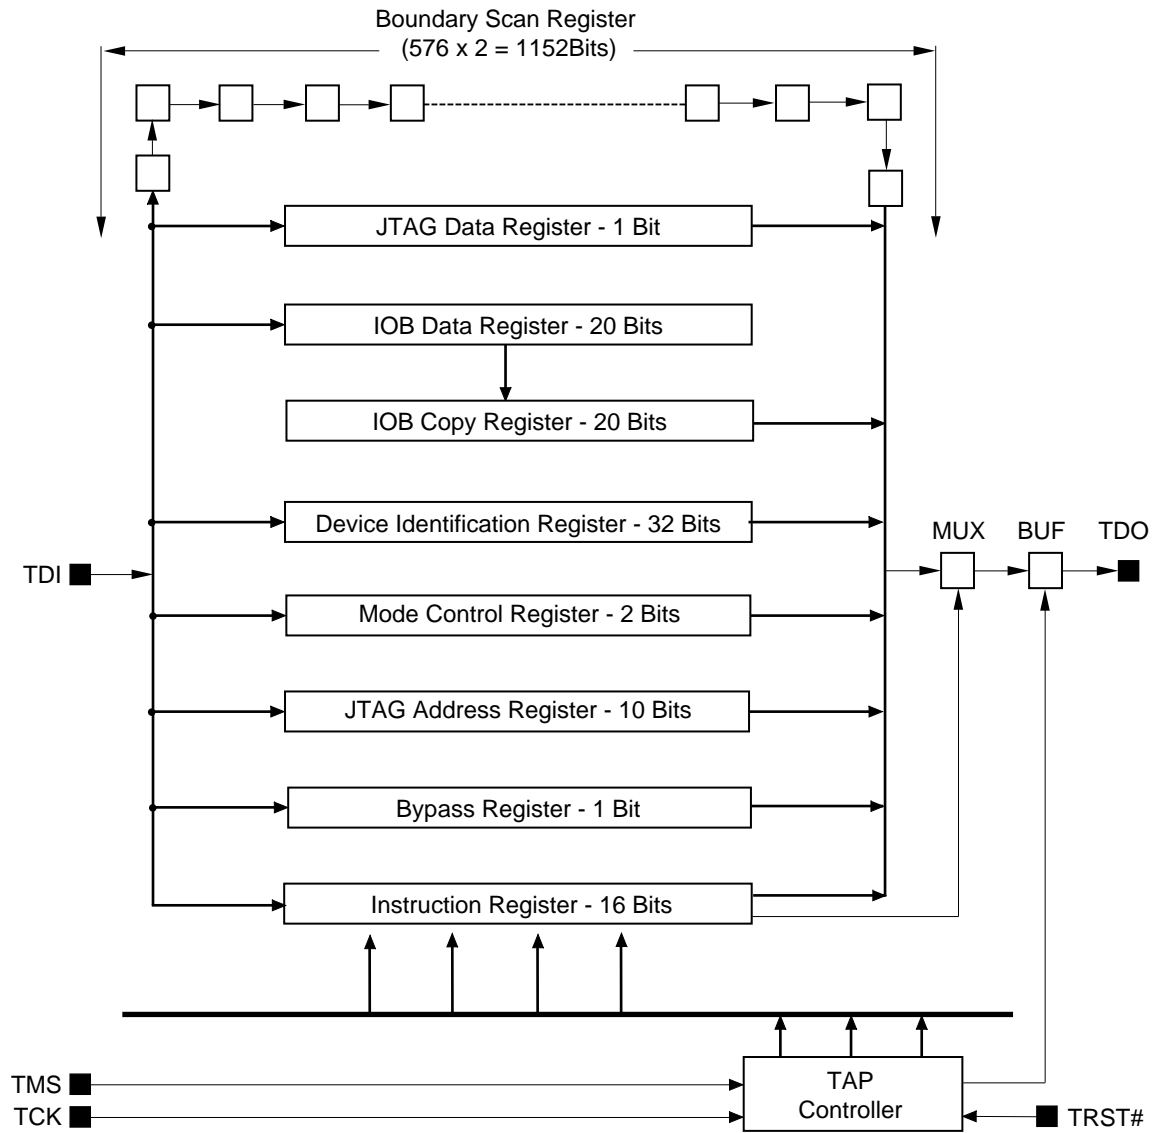 Boundary Scan Register
(576 x 2 = 1152Bits)
JTAG Data Register - 1 Bit
IOB Data Register - 20 Bits
IOB Copy Register - 20 Bits
Device Identification Register - 32 Bits
MUX
BUF
TDO
TDI
Mode Control Register - 2 Bits
JTAG Address Register - 10 Bits
Bypass Register - 1 Bit
Instruction Register - 16 Bits
TMS
TCK
TAP
Controller
TRST#